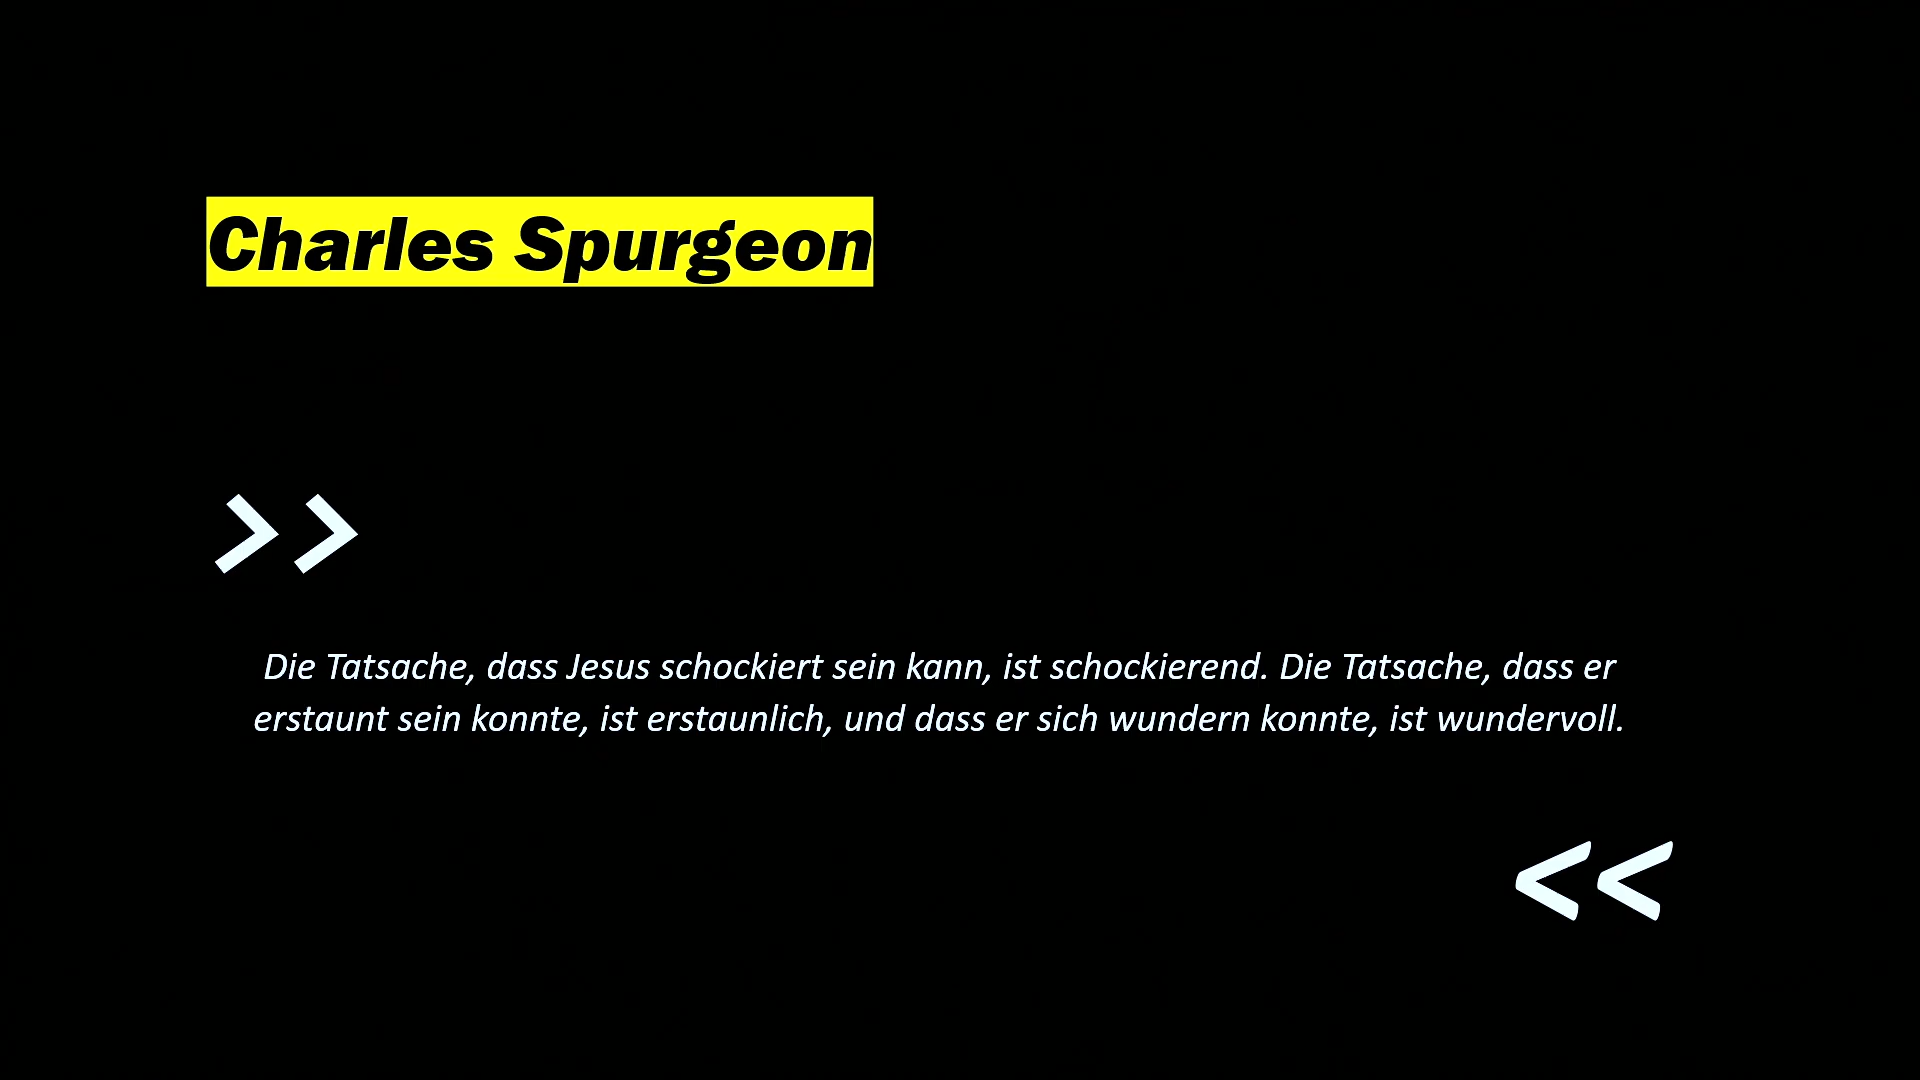 Charles Spurgeon
>>
Die Tatsache, dass Jesus schockiert sein kann, ist schockierend. Die Tatsache, dass er
erstaunt sein konnte, ist erstaunlich, und dass er sich wundern konnte, ist wundervoll.
<<